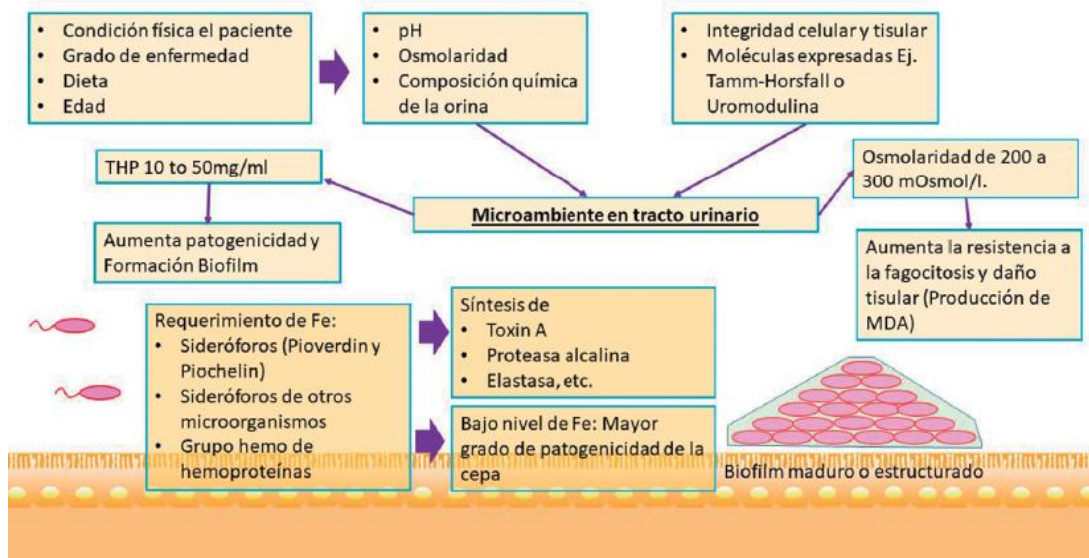 • Condición física el paciente
• Grado de enfermedad
• Dieta
• Edad
• pH
• Osmolaridad
• Composición química
de la orina
• Integridad celular y tisular
• Moléculas expresadas Ej.
Tamm-Horsfall o
Uromodulina
THP 10 to 50mg/ml
Osmolaridad de 200 a
300 mOsmol/l.
Microambiente en tracto urinario
Aumenta patogenicidad y
Formación Biofilm
Aumenta la resistencia a
la fagocitosis y daño
tisular (Producción de
MDA)
Requerimiento de Fe:
• Sideróforos (Pioverdin y
Piochelin)
• Sideróforos de otros
microorganismos
• Grupo hemo de
hemoproteínas
Síntesis de
• Toxin A
• Proteasa alcalina
• Elastasa, etc.
Bajo nivel de Fe: Mayor
grado de patogenicidad de la
cepa
Biofilm maduro o estructurado